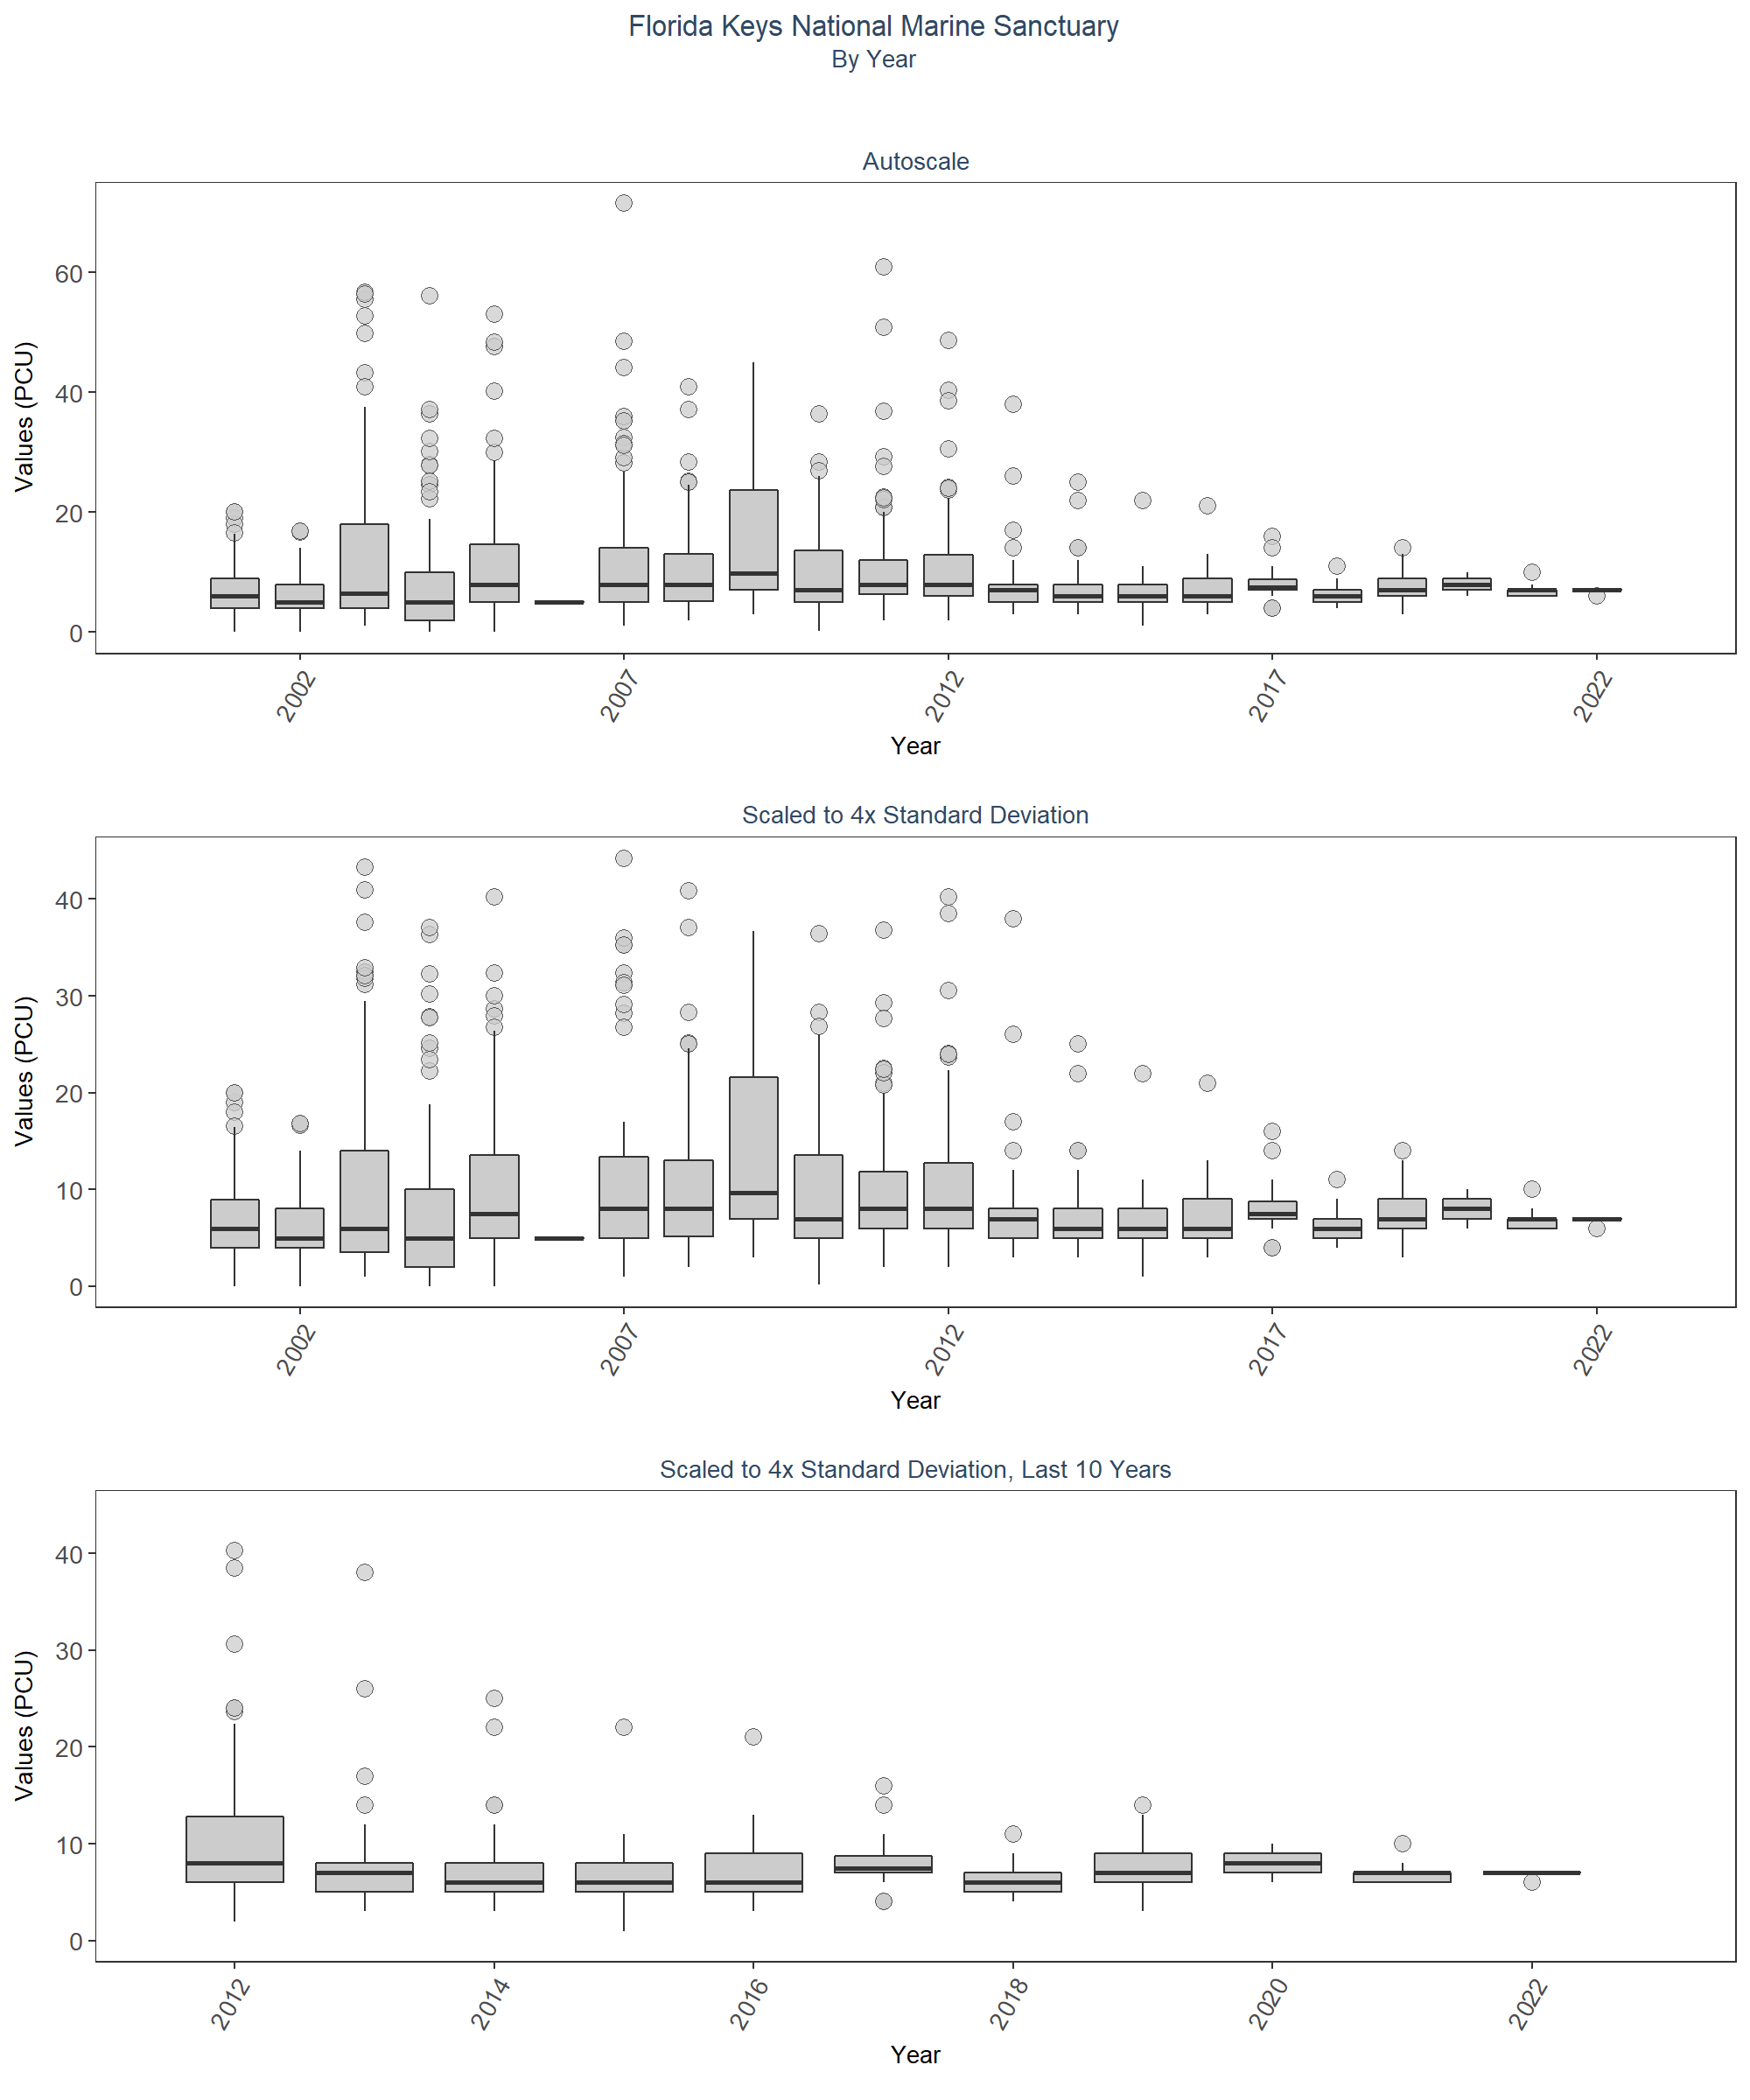 Florida Keys National Marine Sanctuary
By Year
Autoscale
Values (PCU)
60
40
20
0
2002 2007 2012 2017 2022
Year
Scaled to 4x Standard Deviation
Values (PCU)
40
30
20
10
0
2002 2007 2012 2017 2022
Year
Scaled to 4x Standard Deviation, Last 10 Years
Values (PCU)
40
30
20
10
0
2012 2014 2016 2018 2020 2022
Year